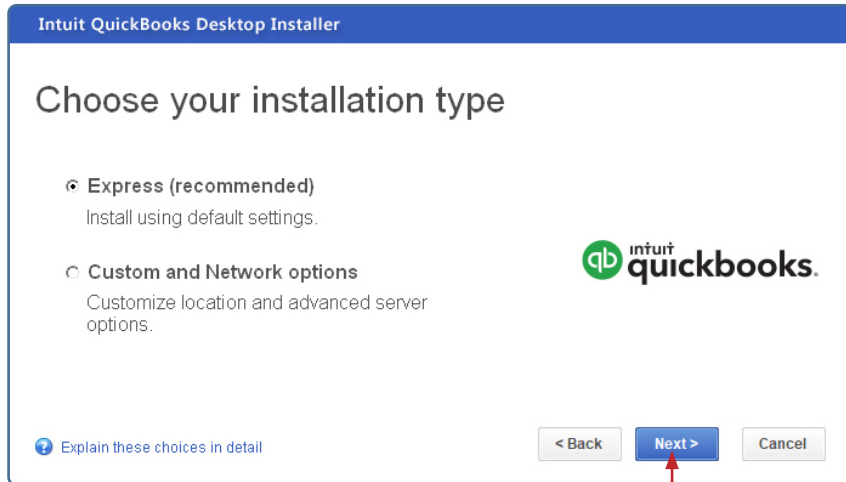 Intuit QuickBooks Desktop Installer
Choose your installation type
Express (recommended)
Install using default settings.
Custom and Network options
Customize location and advanced server
options.
qb intuit quickbooks.
Explain these choices in detail
< Back
Next >
Cancel